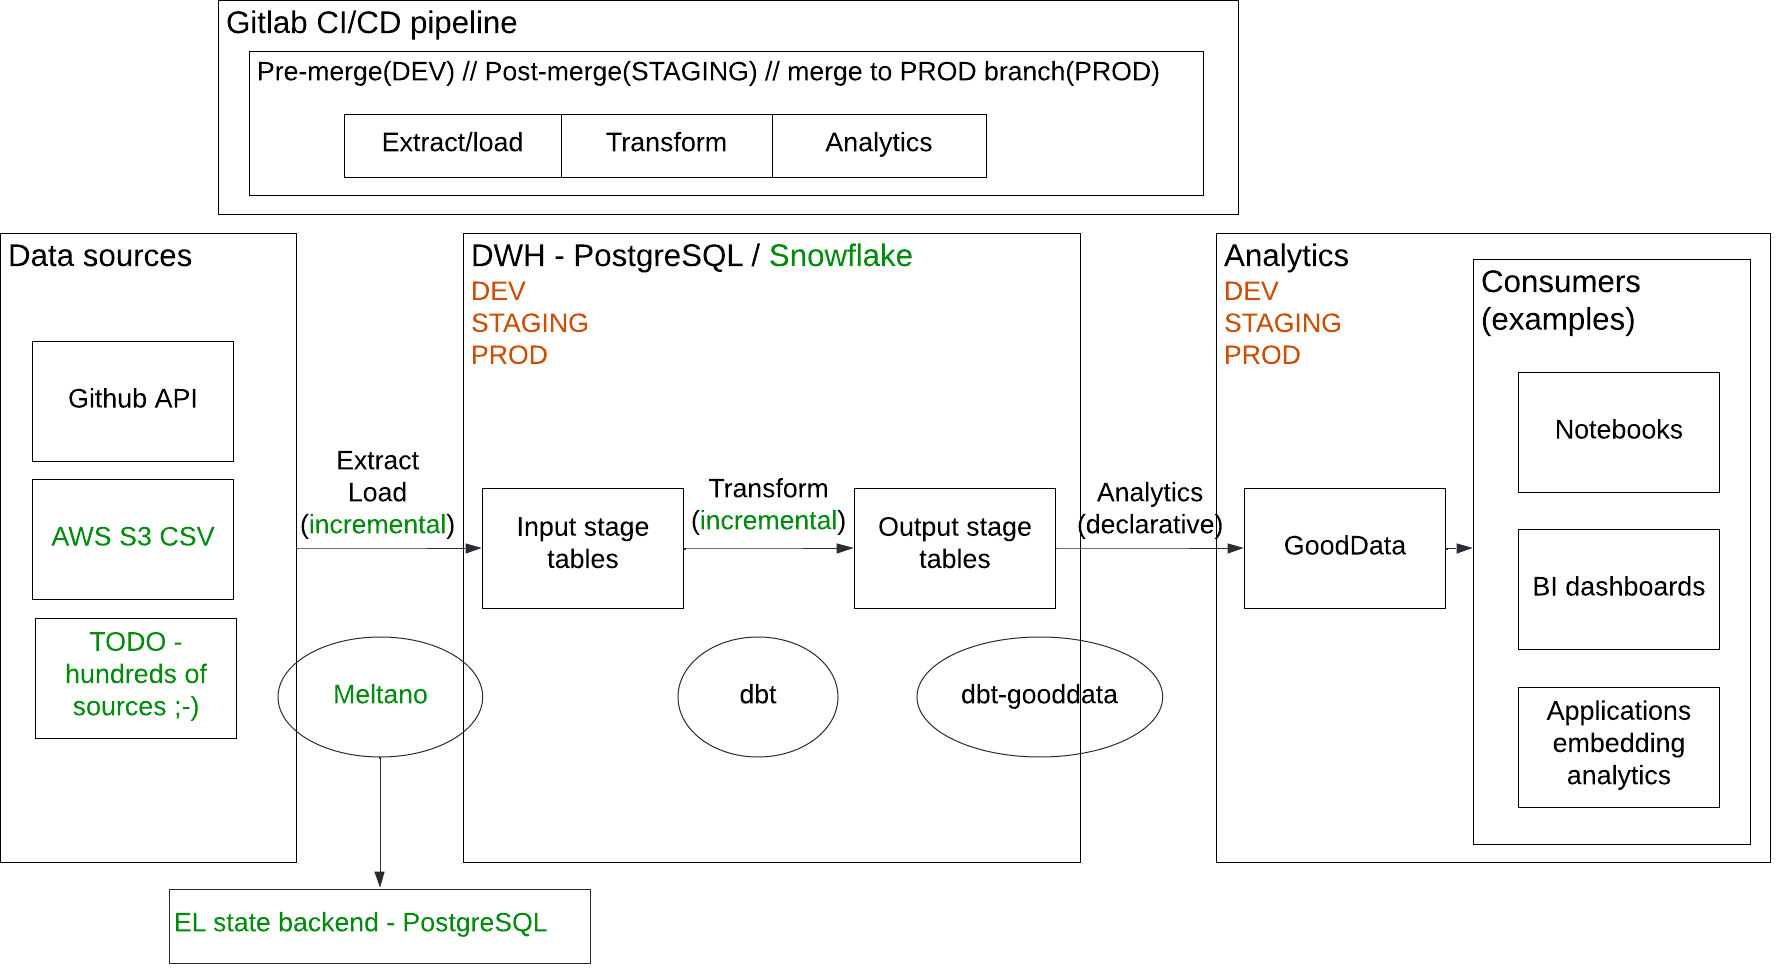 Gitlab CI/CD pipeline
Pre-merge(DEV) // Post-merge(STAGING) // merge to PROD branch(PROD)
Extract/load
Transform
Analytics
Data sources
Github API
AWS S3 CSV
TODO -
hundreds of
sources ;-)
Extract
Load
(incremental)
Meltano
EL state backend - PostgreSQL
DWH - PostgreSQL / Snowflake
DEV
STAGING
PROD
Input stage
tables
Transform
(incremental)
dbt
Output stage
tables
Analytics
(declarative)
dbt-gooddata
Analytics
DEV
STAGING
PROD
GoodData
Consumers
(examples)
Notebooks
BI dashboards
Applications
embedding
analytics